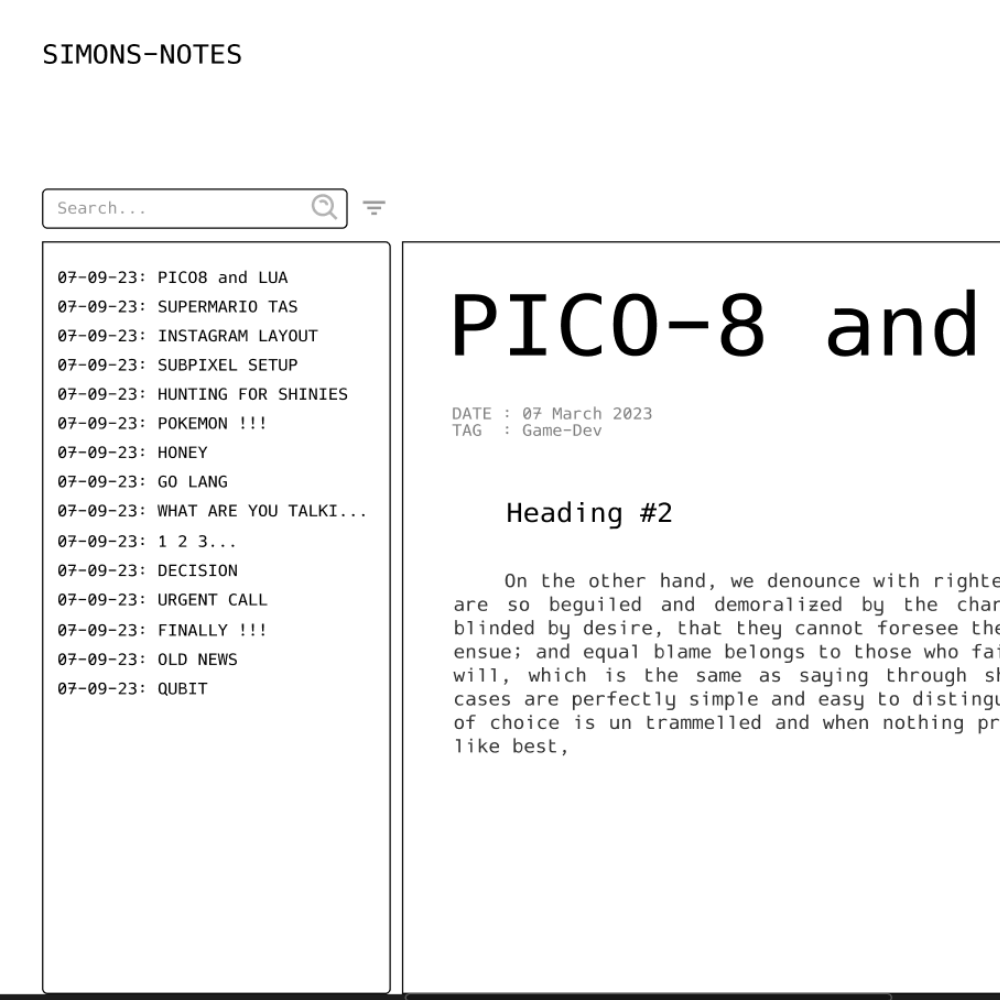 SIMONS-NOTES
Search...
07-09-23: PICO8 and LUA
07-09-23: SUPERMARIO TAS
07-09-23: INSTAGRAM LAYOUT
07-09-23: SUBPIXEL SETUP
07-09-23: HUNTING FOR SHINIES
07-09-23: POKEMON !!!
07-09-23: HONEY
07-09-23: GO LANG
07-09-23: WHAT ARE YOU TALKI...
07-09-23: 1 2 3...
07-09-23: DECISION
07-09-23: URGENT CALL
07-09-23: FINALLY !!!
07-09-23: OLD NEWS
07-09-23: QUBIT
PICO-8 and
DATE : 07 March 2023
TAG  : Game-Dev
Heading #2
On the other hand, we denounce with righte
are so beguiled and demoralized by the char
blinded by desire, that they cannot foresee the
ensue; and equal blame belongs to those who fai
will, which is the same as saying through sh
cases are perfectly simple and easy to distingu
of choice is un trammelled and when nothing pr
like best,